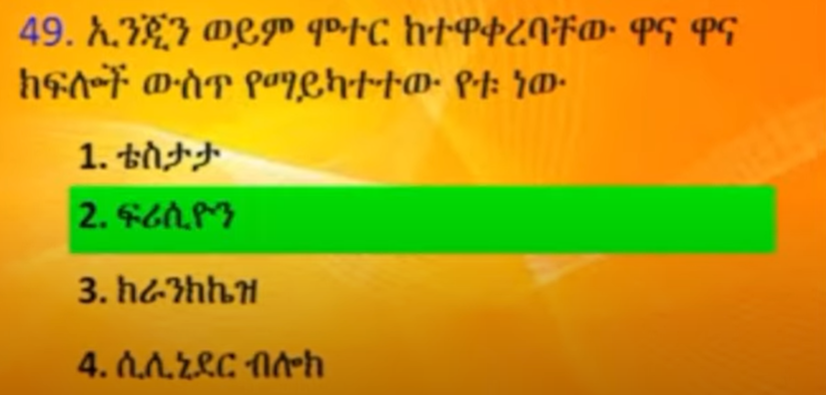 49. ኢንጂን ወይም ሞተር ከተዋቀረባቸው ዋና ዋና
ክፍሎች ውስጥ የማይካተተው የቱ ነው
1. ቴስታታ
2. ፍሪሲዮን
3. ክራንክኬዝ
4. ሲሊኒደር ብሎክ